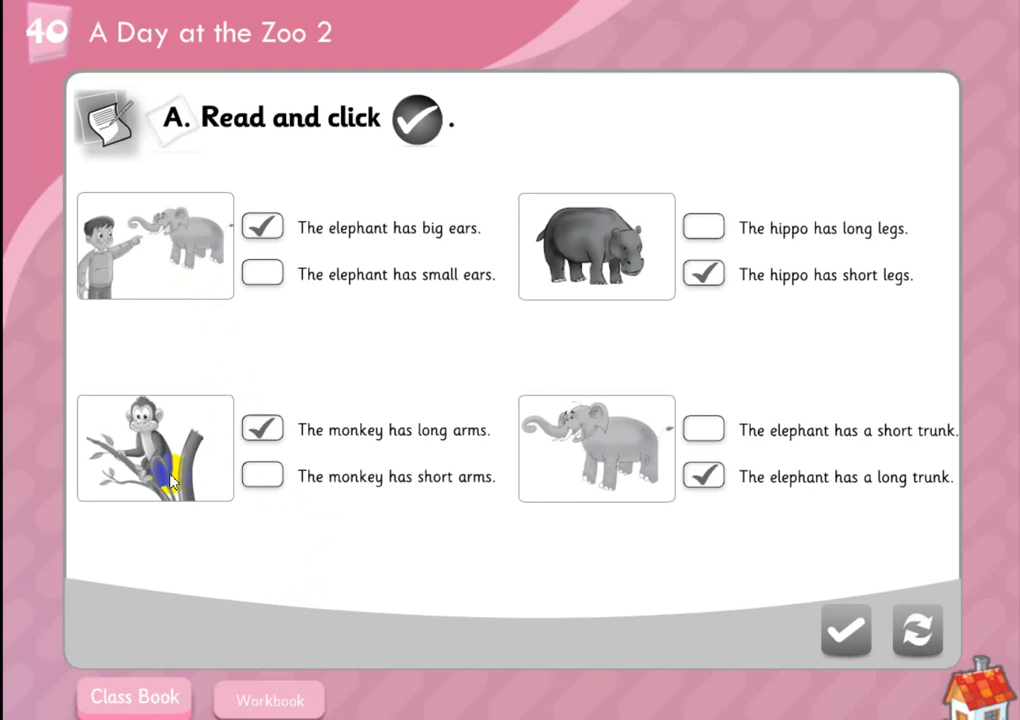 40 A Day at the Zoo 2
A. Read and click .
The elephant has big ears.
The elephant has small ears.
The hippo has long legs.
The hippo has short legs.
The monkey has long arms.
The monkey has short arms.
The elephant has a short trunk.
The elephant has a long trunk.
Class Book
Workbook